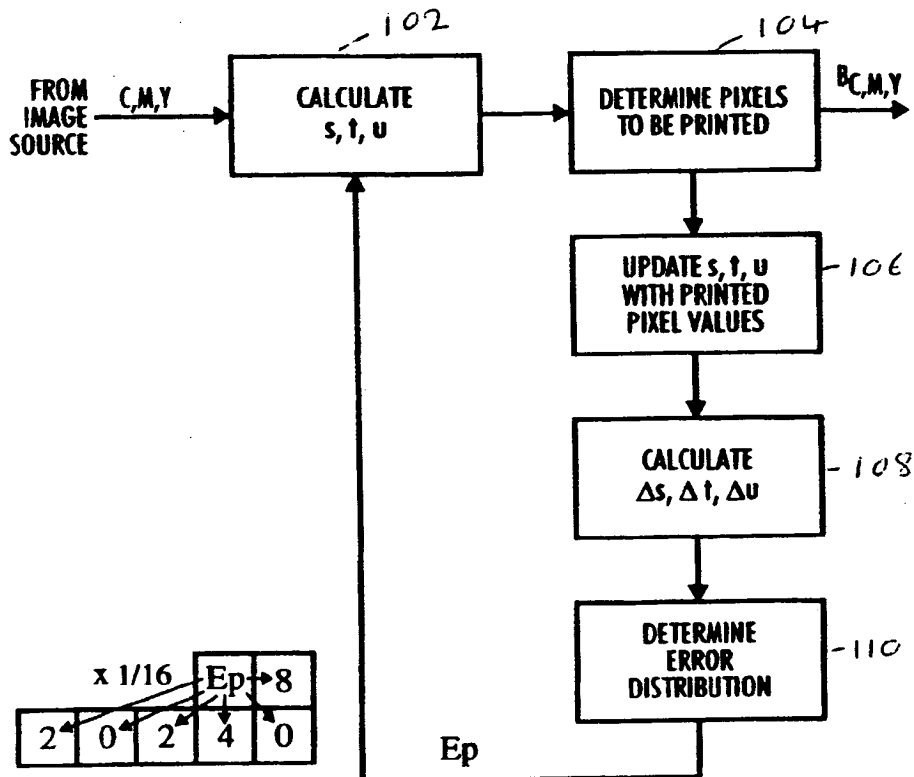 102
104
FROM
IMAGE
SOURCE
C,M,Y
CALCULATE
s, t, u
DETERMINE PIXELS
TO BE PRINTED
BC,M,Y
UPDATE s, t, u
WITH PRINTED
PIXEL VALUES
106
CALCULATE
Δs, Δt, Δu
108
DETERMINE
ERROR
DISTRIBUTION
110
x 1/16 Ep 8
2 0 2 4 0
Ep